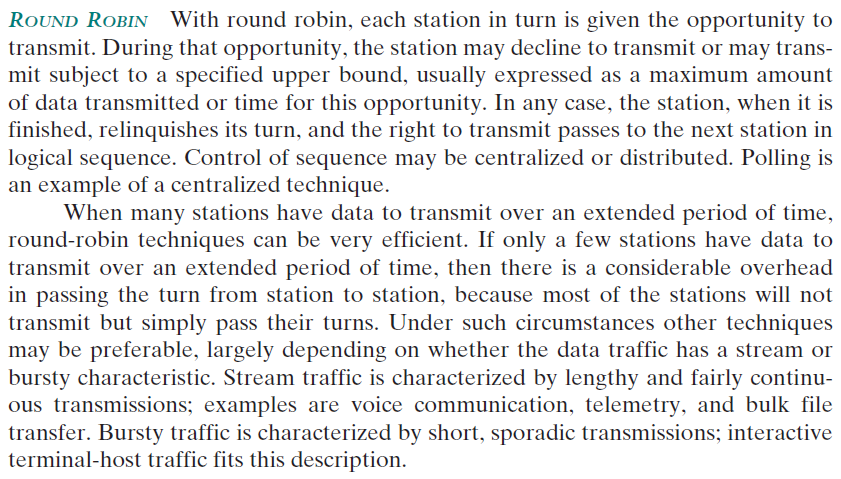 ROUND ROBIN With round robin, each station in turn is given the opportunity to
transmit. During that opportunity, the station may decline to transmit or may trans-
mit subject to a specified upper bound, usually expressed as a maximum amount
of data transmitted or time for this opportunity. In any case, the station, when it is
finished, relinquishes its turn, and the right to transmit passes to the next station in
logical sequence. Control of sequence may be centralized or distributed. Polling is
an example of a centralized technique.
When many stations have data to transmit over an extended period of time,
round-robin techniques can be very efficient. If only a few stations have data to
transmit over an extended period of time, then there is a considerable overhead
in passing the turn from station to station, because most of the stations will not
transmit but simply pass their turns. Under such circumstances other techniques
may be preferable, largely depending on whether the data traffic has a stream or
bursty characteristic. Stream traffic is characterized by lengthy and fairly continu-
ous transmissions; examples are voice communication, telemetry, and bulk file
transfer. Bursty traffic is characterized by short, sporadic transmissions; interactive
terminal-host traffic fits this description.